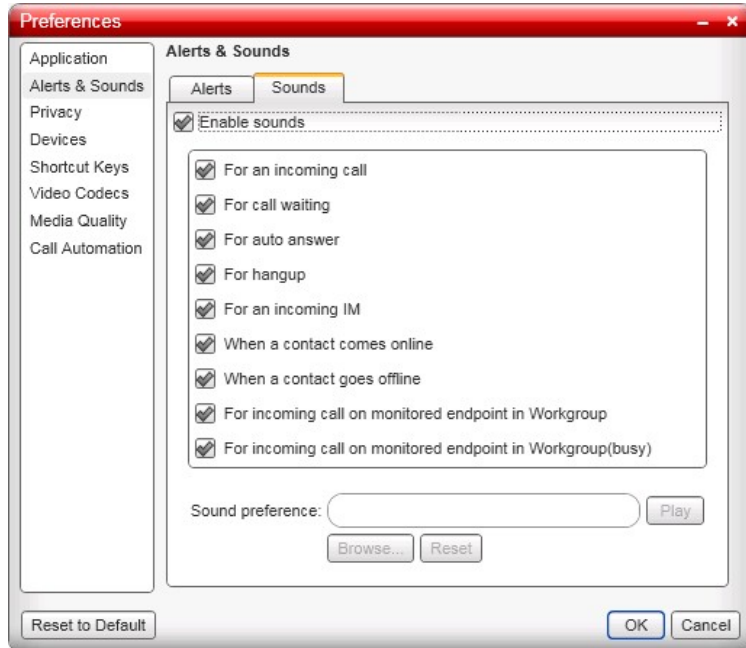 Preferences
Application
Alerts & Sounds
Privacy
Devices
Shortcut Keys
Video Codecs
Media Quality
Call Automation
Alerts & Sounds
Alerts
Sounds
Enable sounds
For an incoming call
For call waiting
For auto answer
For hangup
For an incoming IM
When a contact comes online
When a contact goes offline
For incoming call on monitored endpoint in Workgroup
For incoming call on monitored endpoint in Workgroup(busy)
Sound preference:
Play
Browse...
Reset
Reset to Default
OK
Cancel